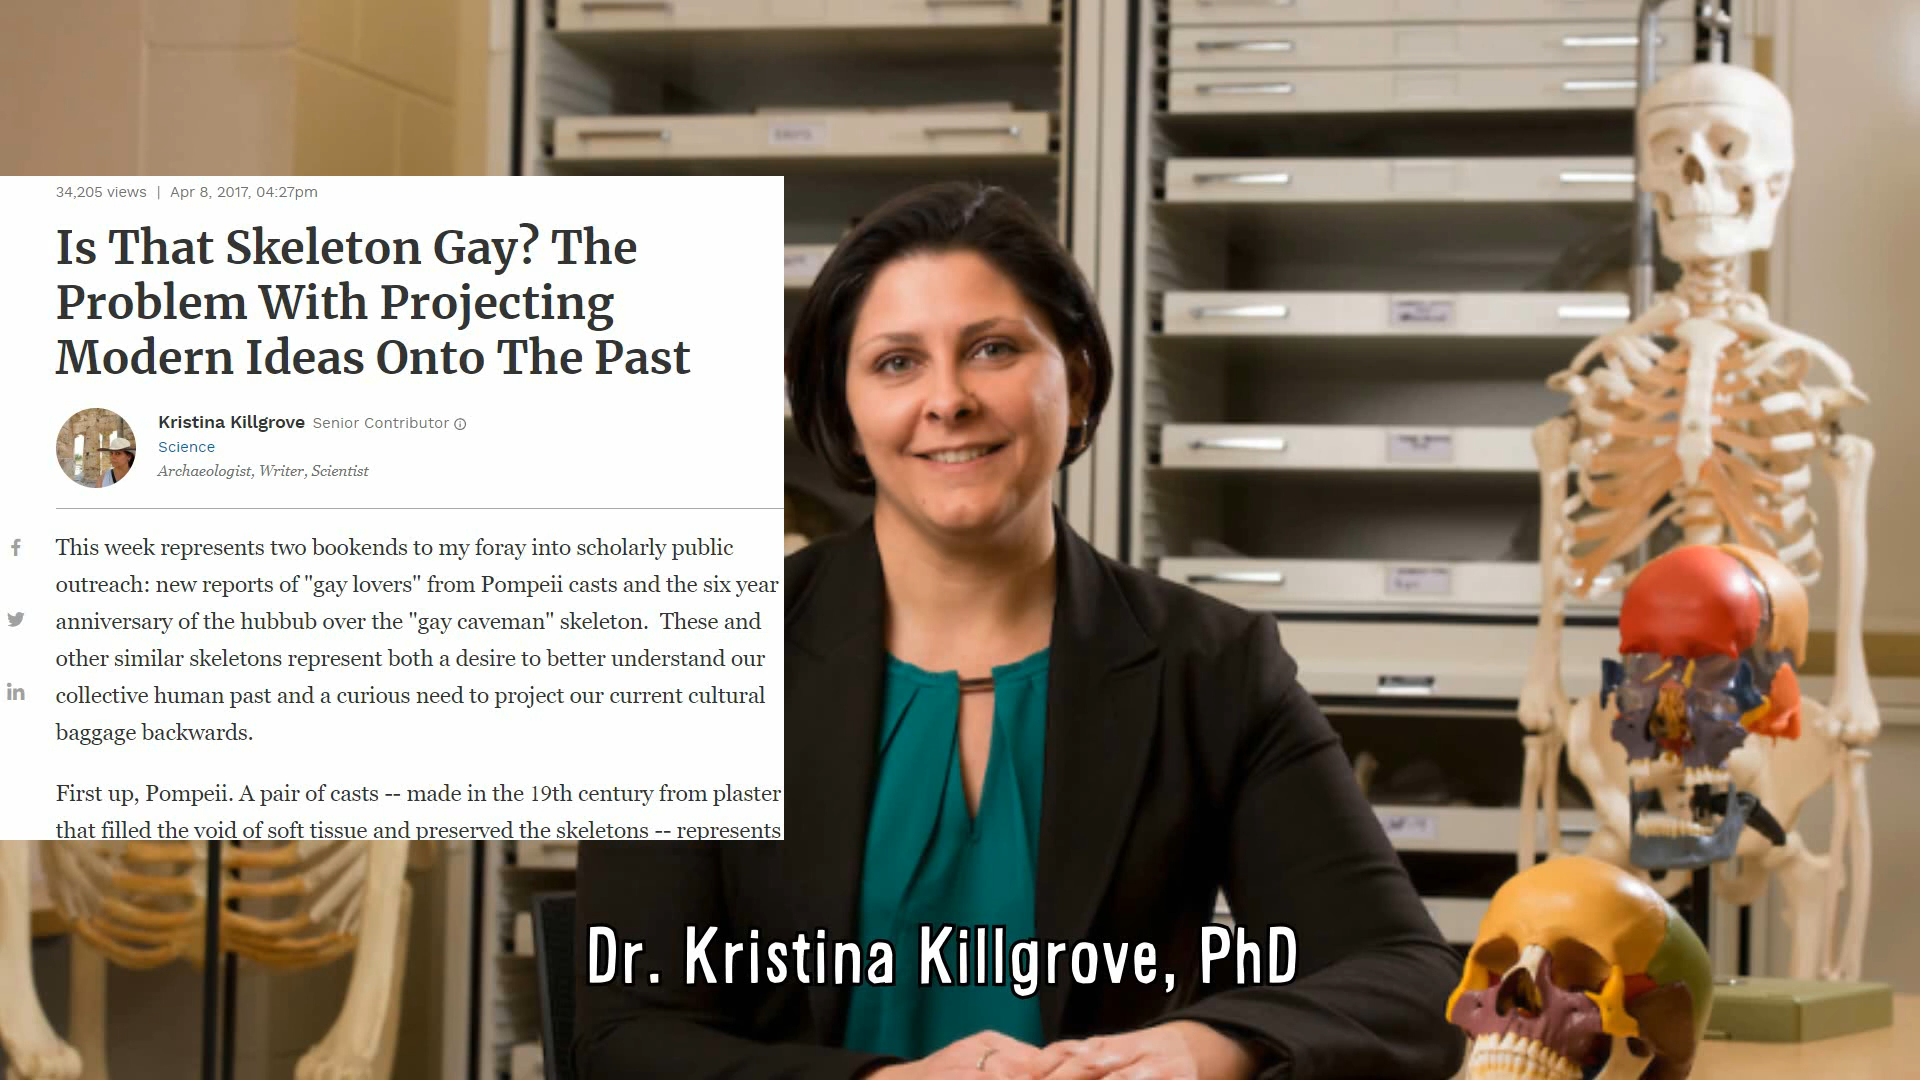 34,205 views | Apr 8, 2017, 04:27pm
Is That Skeleton Gay? The
Problem With Projecting
Modern Ideas Onto The Past
Kristina Killgrove Senior Contributor
Science
Archaeologist, Writer, Scientist
This week represents two bookends to my foray into scholarly public
outreach: new reports of "gay lovers" from Pompeii casts and the six year
anniversary of the hubbub over the "gay caveman" skeleton. These and
other similar skeletons represent both a desire to better understand our
collective human past and a curious need to project our current cultural
baggage backwards.
First up, Pompeii. A pair of casts -- made in the 19th century from plaster
that filled the void of soft tissue and preserved the skeletons -- represents
Dr. Kristina Killgrove, PhD